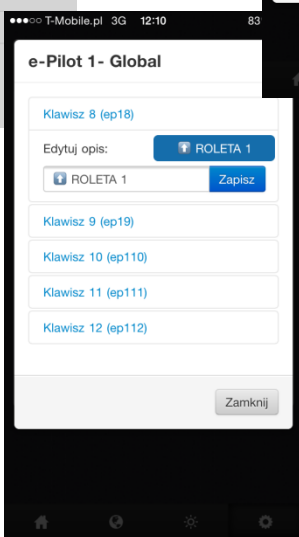 T-Mobile.pl 3G 12:10 83
e-Pilot 1- Global
Klawisz 8 (ep18)
Edytuj opis: ⬆ ROLETA 1
⬆ ROLETA 1 Zapisz
Klawisz 9 (ep19)
Klawisz 10 (ep110)
Klawisz 11 (ep111)
Klawisz 12 (ep112)
Zamknij